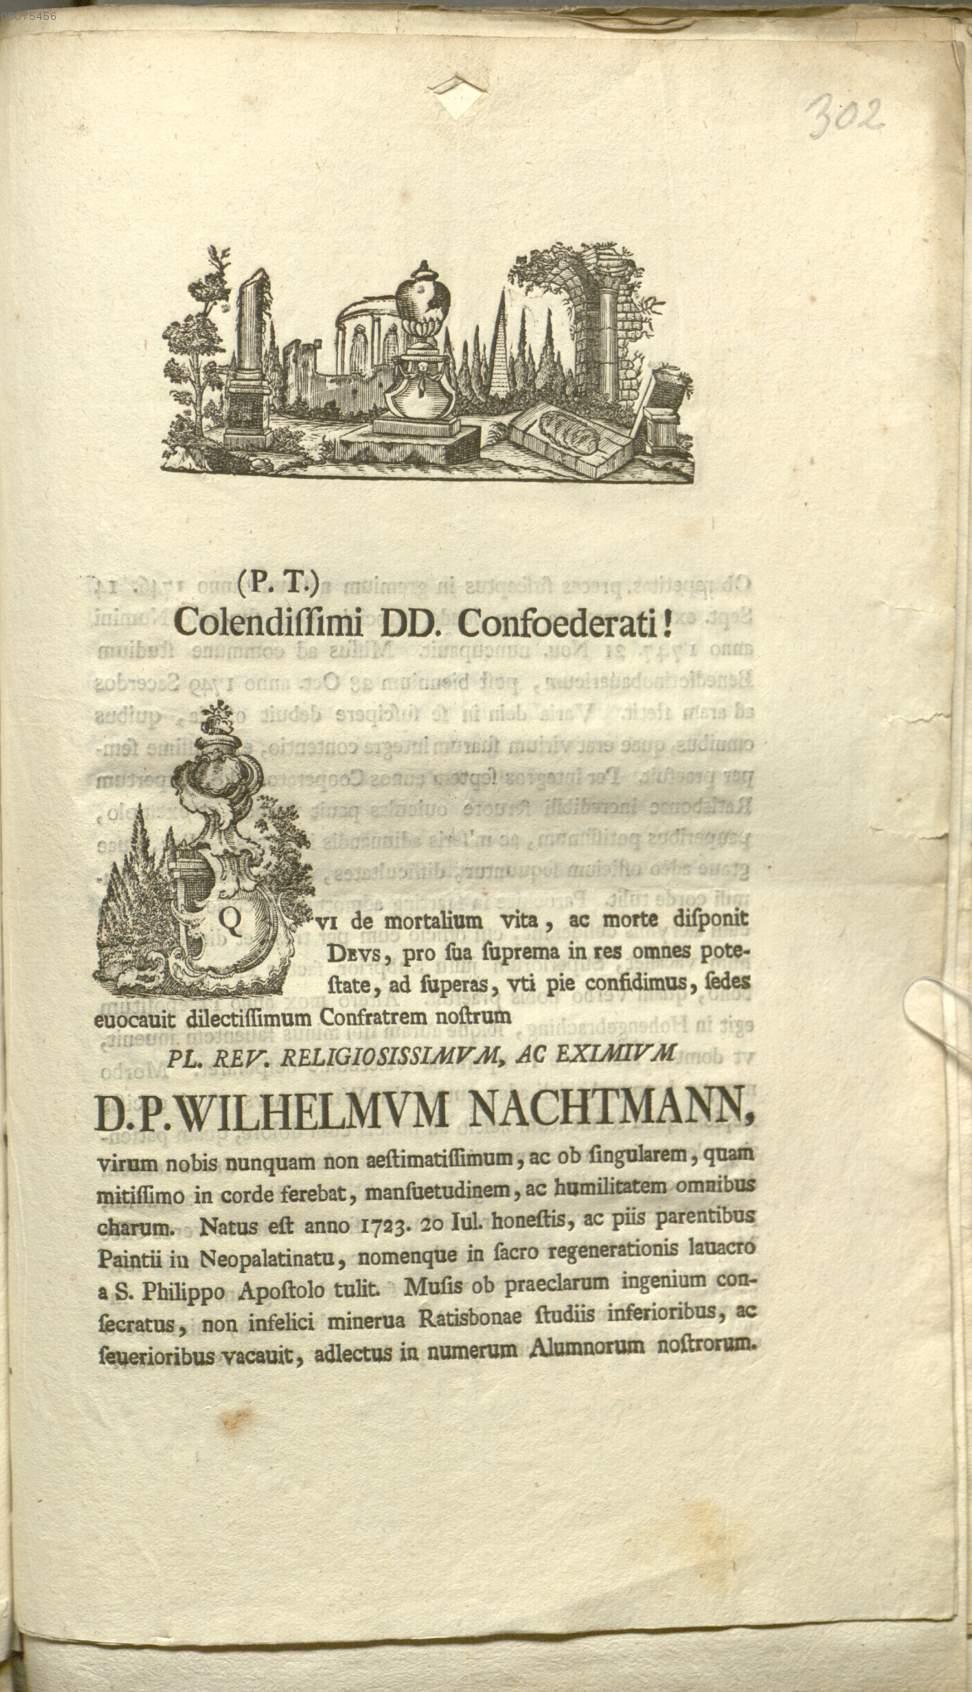 302
(P. T.)
Colendiſſimi DD. Confoederati!
QVI de mortalium vita, ac morte diſponit
DEVS, pro ſua ſuprema in res omnes pote-
ſtate, ad ſuperas, vti pie confidimus, ſedes
euocauit dilectiſſimum Confratrem noſtrum
PL. REV. RELIGIOSISSIMVM, AC EXIMIVM
D.P. WILHELMVM NACHTMANN,
virum nobis nunquam non aeſtimatiſſimum, ac ob ſingularem, quam
mitiſſimo in corde ferebat, manſuetudinem, ac humilitatem omnibus
charum. Natus eſt anno 1723. 20 Iul. honeſtis, ac piis parentibus
Paintii in Neopalatinatu, nomenque in ſacro regenerationis lauacro
a S. Philippo Apoſtolo tulit. Muſis ob praeclarum ingenium con-
ſecratus, non infelici minerua Ratisbonae ſtudiis inferioribus, ac
ſeuerioribus vacauit, adlectus in numerum Alumnorum noſtrorum.